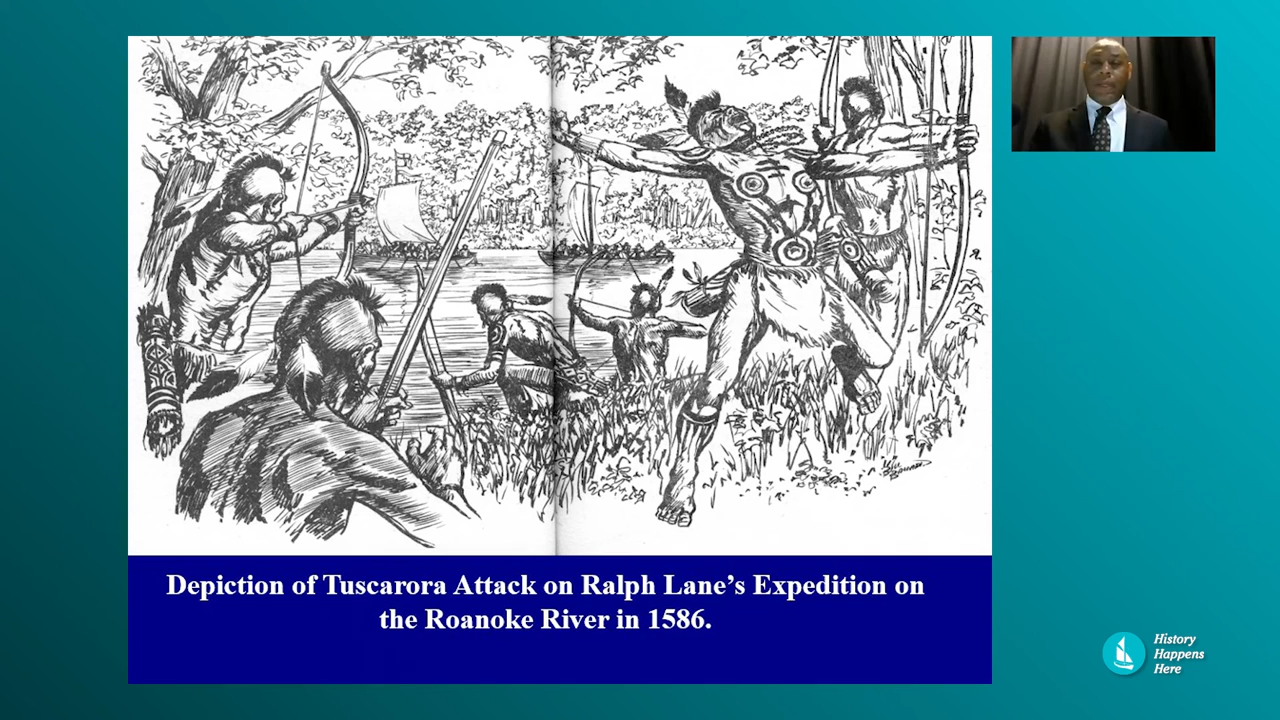 Depiction of Tuscarora Attack on Ralph Lane's Expedition on
the Roanoke River in 1586.
History
Happens
Here